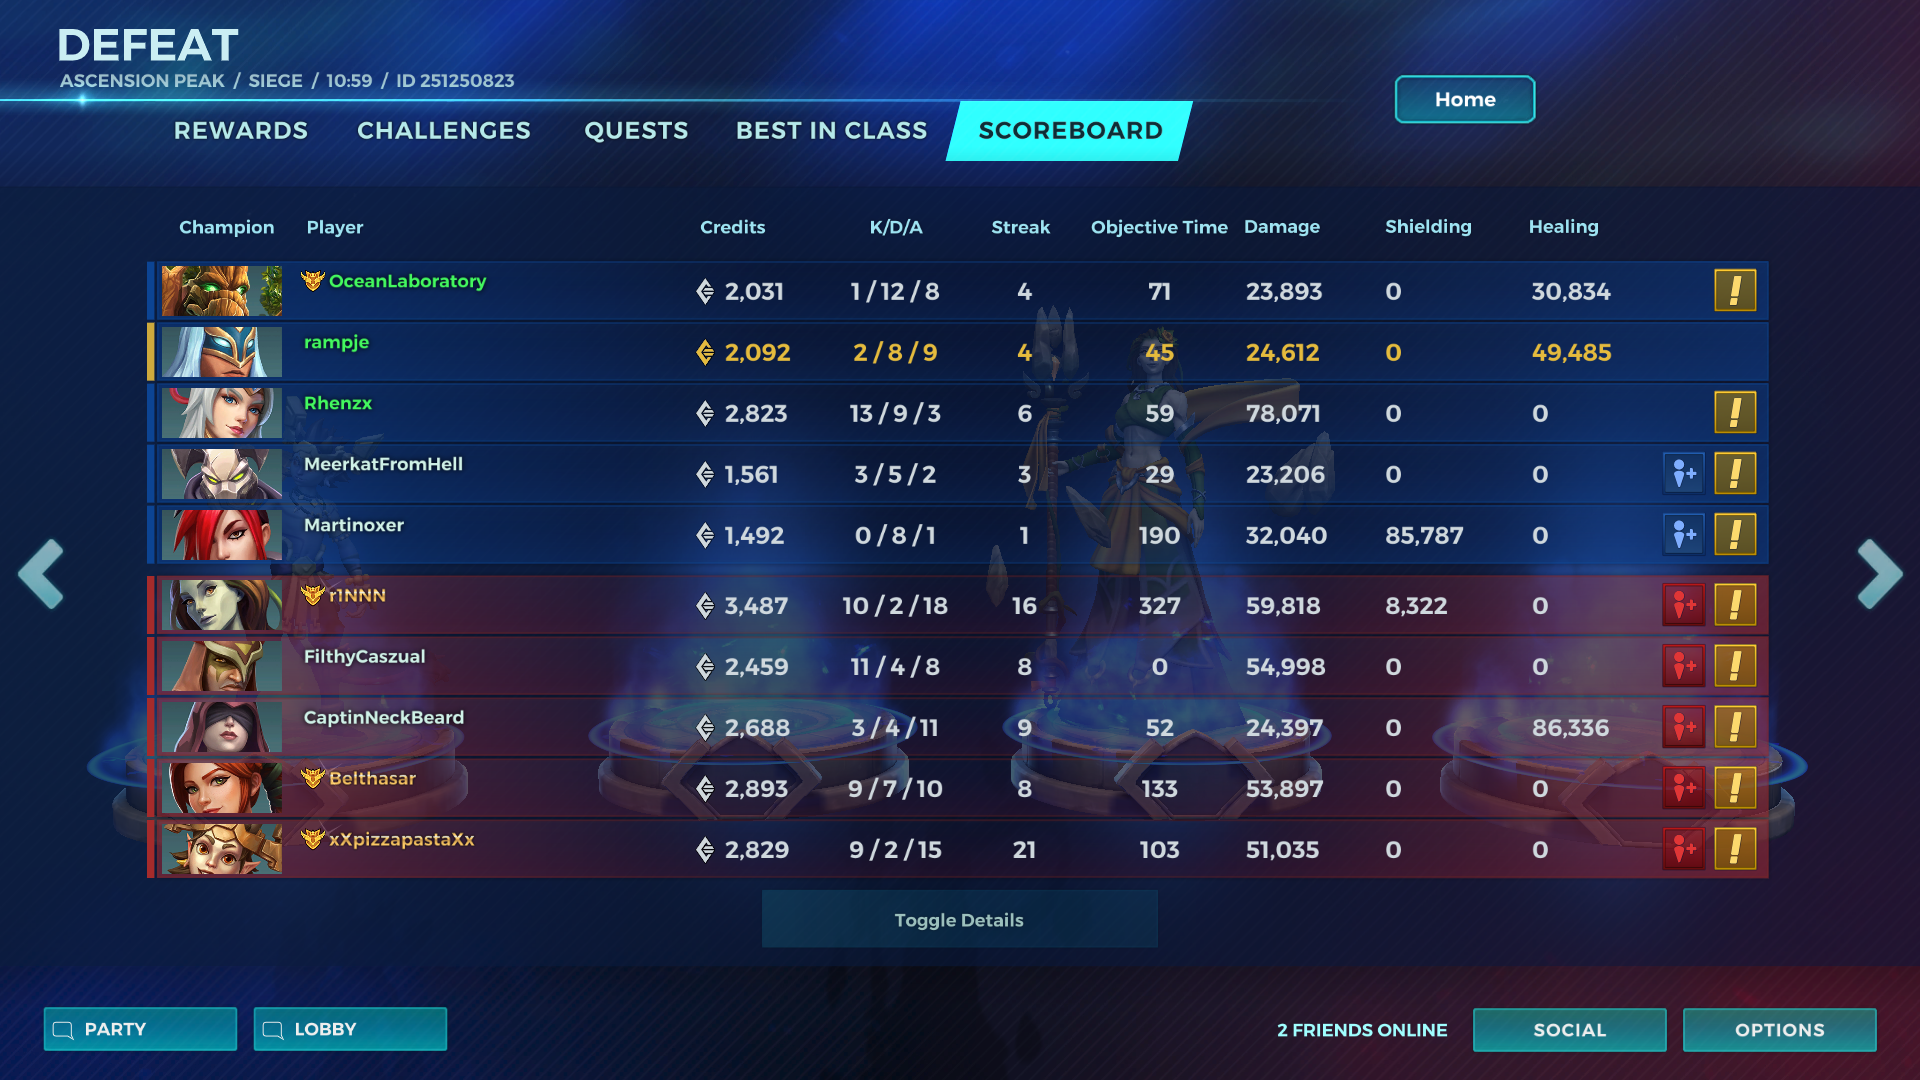 DEFEAT
ASCENSION PEAK / SIEGE / 10:59 / ID 251250823
Home
REWARDS CHALLENGES QUESTS BEST IN CLASS SCOREBOARD
Champion Player Credits K/D/A Streak Objective Time Damage Shielding Healing
OceanLaboratory 2,031 1 / 12 / 8 4 71 23,893 0 30,834
rampje 2,092 2 / 8 / 9 4 45 24,612 0 49,485
Rhenzx 2,823 13 / 9 / 3 6 59 78,071 0 0
MeerkatFromHell 1,561 3 / 5 / 2 3 29 23,206 0 0
Martinoxer 1,492 0 / 8 / 1 1 190 32,040 85,787 0
r1NNN 3,487 10 / 2 / 18 16 327 59,818 8,322 0
FilthyCaszual 2,459 11 / 4 / 8 8 0 54,998 0 0
CaptinNeckBeard 2,688 3 / 4 / 11 9 52 24,397 0 86,336
Belthasar 2,893 9 / 7 / 10 8 133 53,897 0 0
xXpizzapastaXx 2,829 9 / 2 / 15 21 103 51,035 0 0
Toggle Details
PARTY LOBBY 2 FRIENDS ONLINE SOCIAL OPTIONS